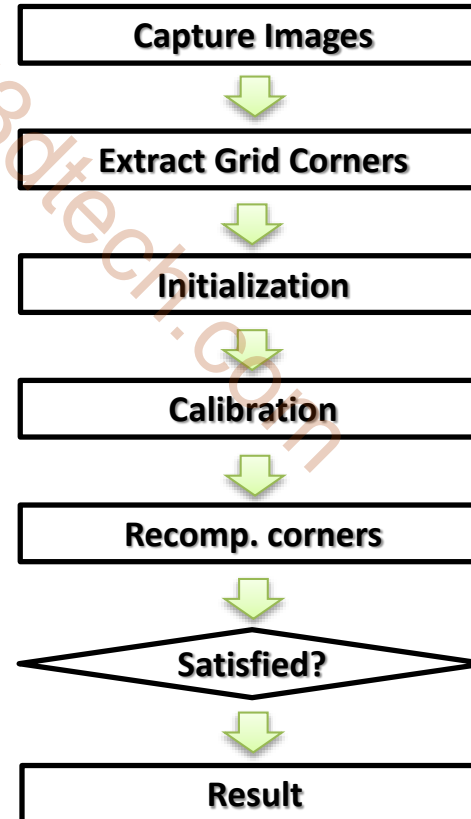 Capture Images
Extract Grid Corners
Initialization
Calibration
Recomp. corners
Satisfied?
Result
3dtech.com